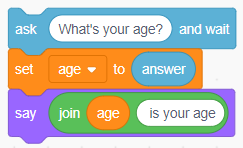 ask What's your age? and wait
set age to answer
say join age is your age